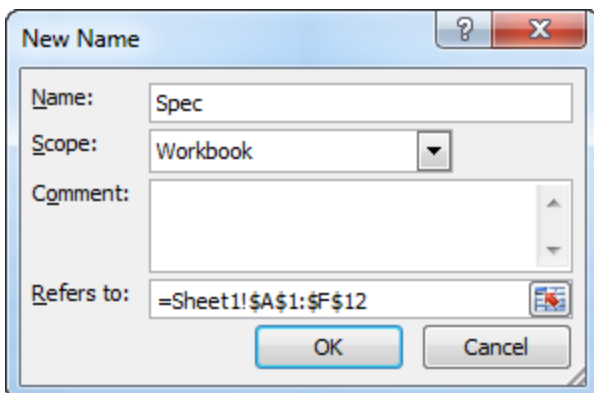 New Name
Name: Spec
Scope: Workbook
Comment:
Refers to: =Sheet1!$A$1:$F$12
OK Cancel